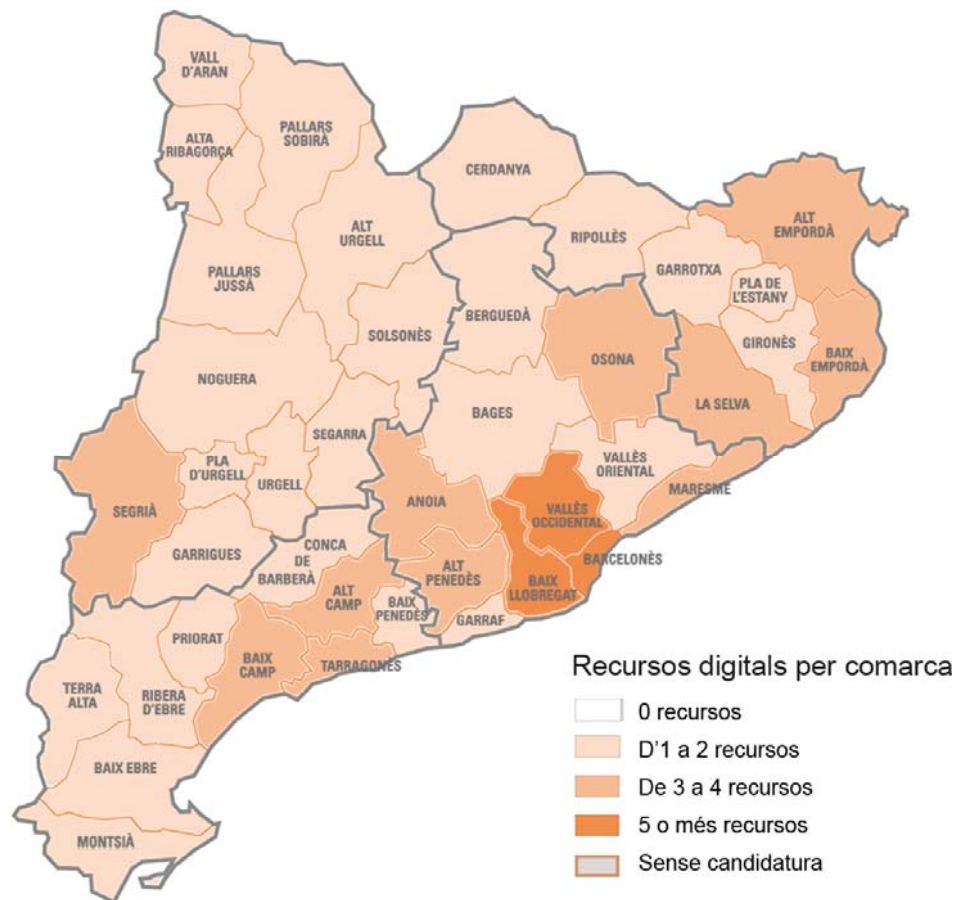 VALL
D'ARAN
ALTA
RIBAGORÇA
PALLARS
SOBIRÀ
CERDANYA
ALT
URGELL
RIPOLLÈS
ALT
EMPORDÀ
GARROTXA
PLA DE
L'ESTANY
PALLARS
JUSSÀ
SOLSONÈS
BERGUEDÀ
GIRONÈS
BAIX
EMPORDÀ
OSONA
NOGUERA
LA SELVA
BAGES
SEGARRA
VALLÈS
ORIENTAL
PLA
D'URGELL
URGELL
MARESME
SEGRIÀ
ANOIA
VALLÈS
OCCIDENTAL
GARRIGUES
CONCA
DE
BARBERÀ
BARCELONÈS
ALT
PENEDÈS
BAIX
LLOBREGAT
ALT
CAMP
BAIX
PENEDÈS
GARRAF
PRIORAT
BAIX
CAMP
TARRAGONÈS
TERRA
ALTA
RIBERA
D'EBRE
BAIX EBRE
MONTSIÀ
Recursos digitals per comarca
0 recursos
D'1 a 2 recursos
De 3 a 4 recursos
5 o més recursos
Sense candidatura